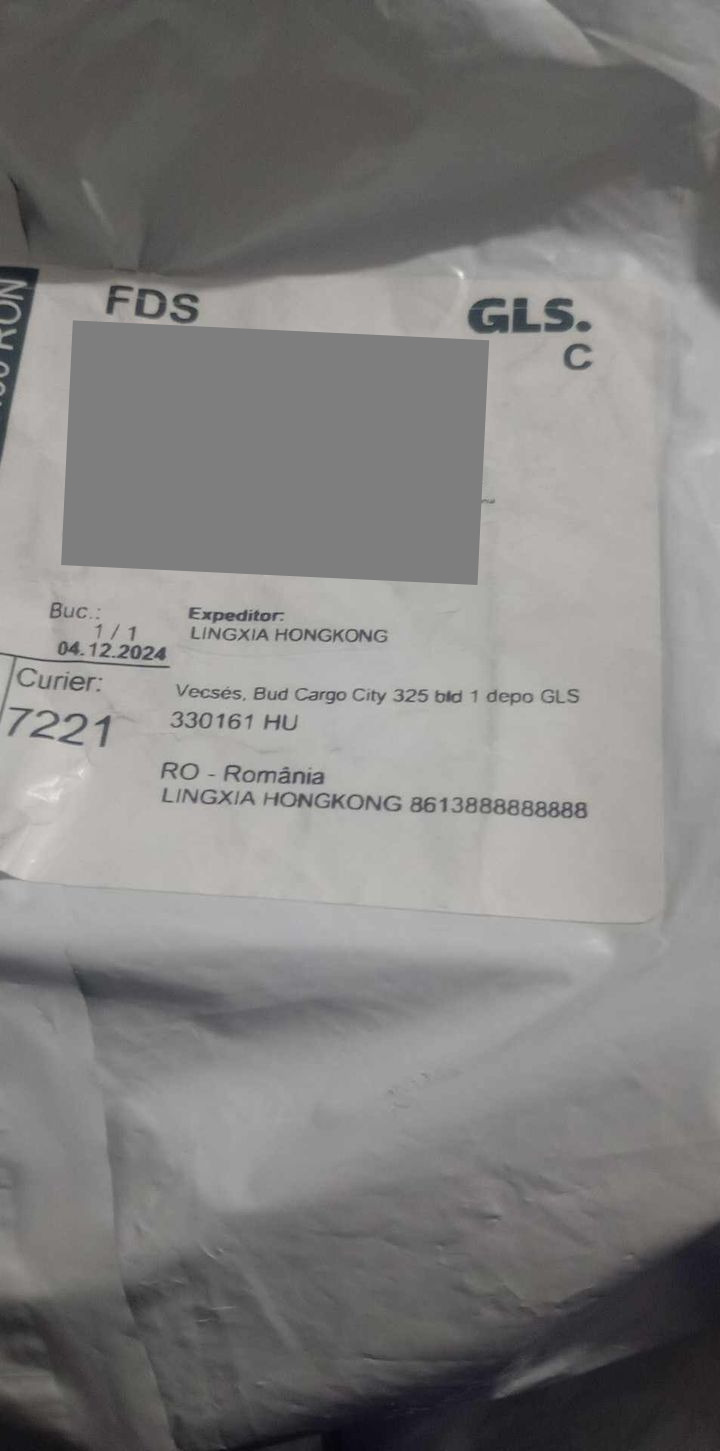 RON
FDS
GLS.
C
Buc.:
1 / 1
04.12.2024
Expeditor:
LINGXIA HONGKONG
Curier:
7221
Vecsés, Bud Cargo City 325 bld 1 depo GLS
330161 HU
RO - România
LINGXIA HONGKONG 8613888888888